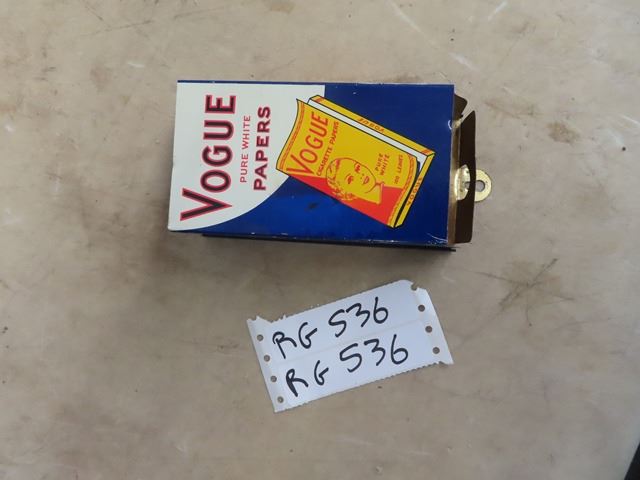 VOGUE
PURE WHITE
PAPERS
VOGUE
CIGARETTE PAPERS
PURE
WHITE
RG 536
RG 536